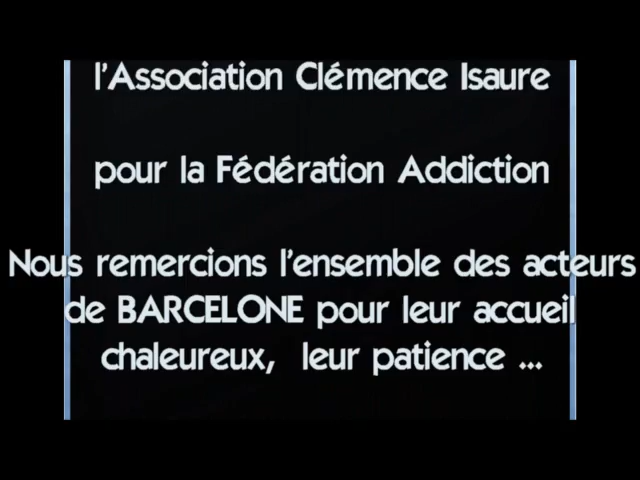 l'Association Clémence Isaure
pour la Fédération Addiction
Nous remercions l'ensemble des acteurs
de BARCELONE pour leur accueil
chaleureux, leur patience ...